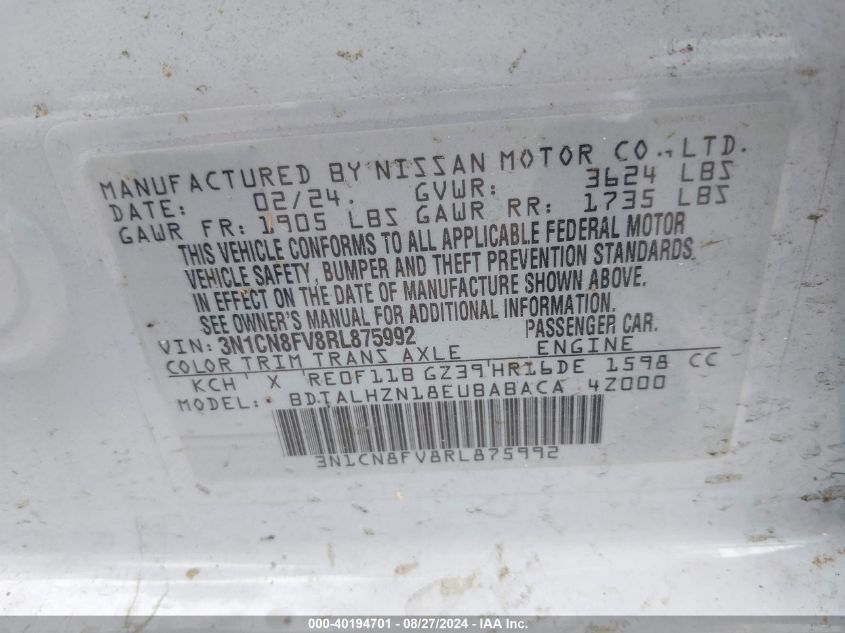 MANUFACTURED BY NISSAN MOTOR CO., LTD.
DATE: 02/24. GVWR: 3624 LBS
GAWR FR: 1905 LBS GAWR RR: 1735 LBS
THIS VEHICLE CONFORMS TO ALL APPLICABLE FEDERAL MOTOR
VEHICLE SAFETY, BUMPER AND THEFT PREVENTION STANDARDS
IN EFFECT ON THE DATE OF MANUFACTURE SHOWN ABOVE.
SEE OWNER'S MANUAL FOR ADDITIONAL INFORMATION.
VIN: 3N1CN8FV8RL875992 PASSENGER CAR.
COLOR TRIM TRANS AXLE ENGINE
KCH X RE0F11B GZ39 HR16DE 1598 CC
MODEL: BDTALHZN18EUBABACA 4Z000
3N1CN8FV8RL875992
000-40194701 - 08/27/2024 - © IAA, Inc.